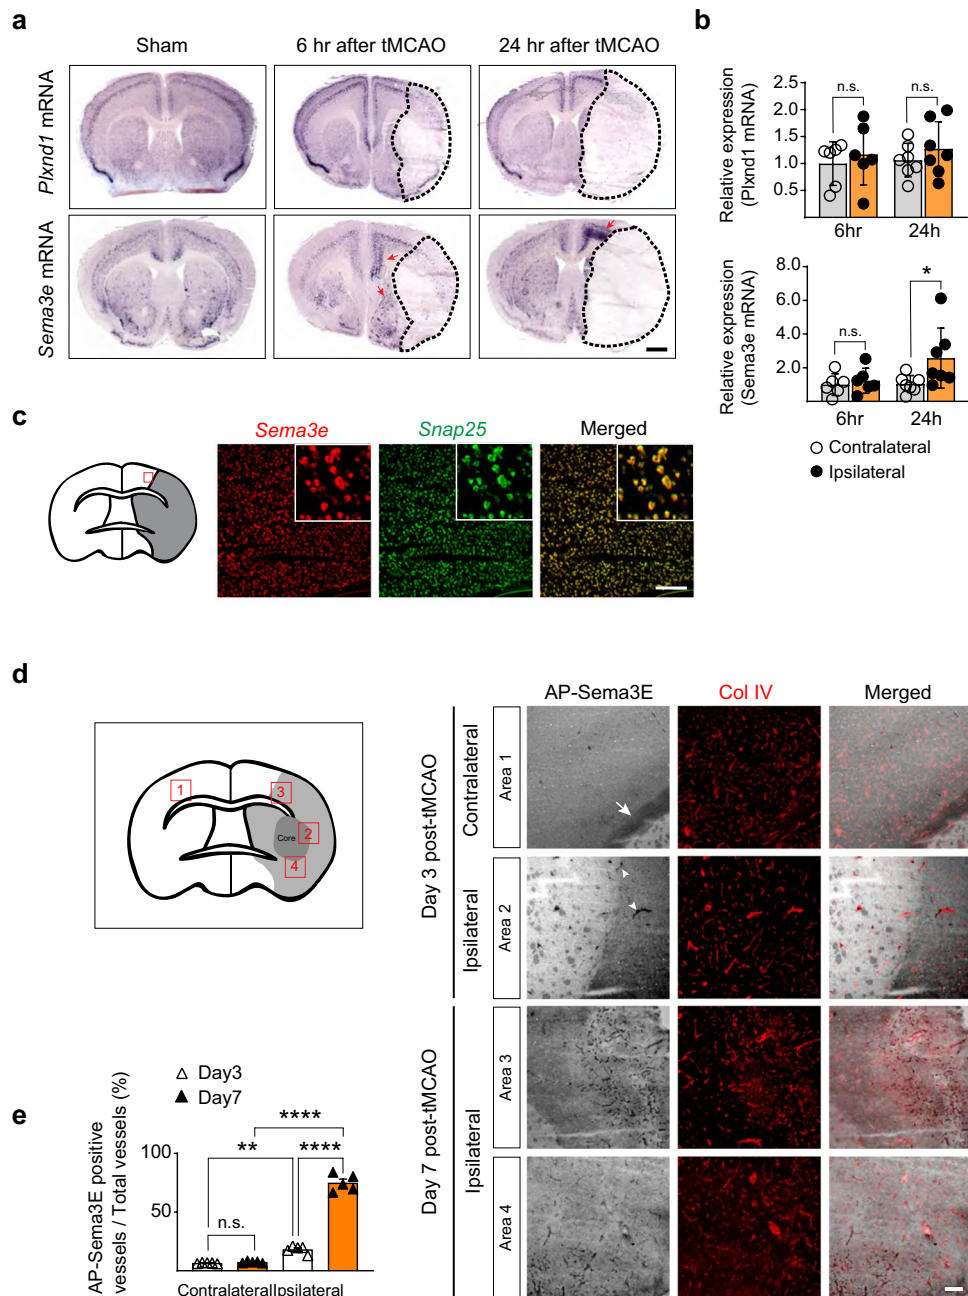 a
Sham
6 hr after tMCAO
24 hr after tMCAO
Plxnd1 mRNA
Sema3e mRNA
b
Relative expression
(Plxnd1 mRNA)
2.5
2.0
1.5
1.0
0.5
n.s.
n.s.
6hr
24h
Relative expression
(Sema3e mRNA)
8.0
6.0
4.0
2.0
n.s.
*
6hr
24h
Contralateral
Ipsilateral
c
Sema3e
Snap25
Merged
d
1
3
Core
2
4
AP-Sema3E
Col IV
Merged
Day 3 post-tMCAO
Contralateral
Area 1
Ipsilateral
Area 2
Day 7 post-tMCAO
Ipsilateral
Area 3
Area 4
e
Day3
Day7
AP-Sema3E positive
vessels / Total vessels (%)
100
50
n.s.
**
****
****
Contralateral
Ipsilateral